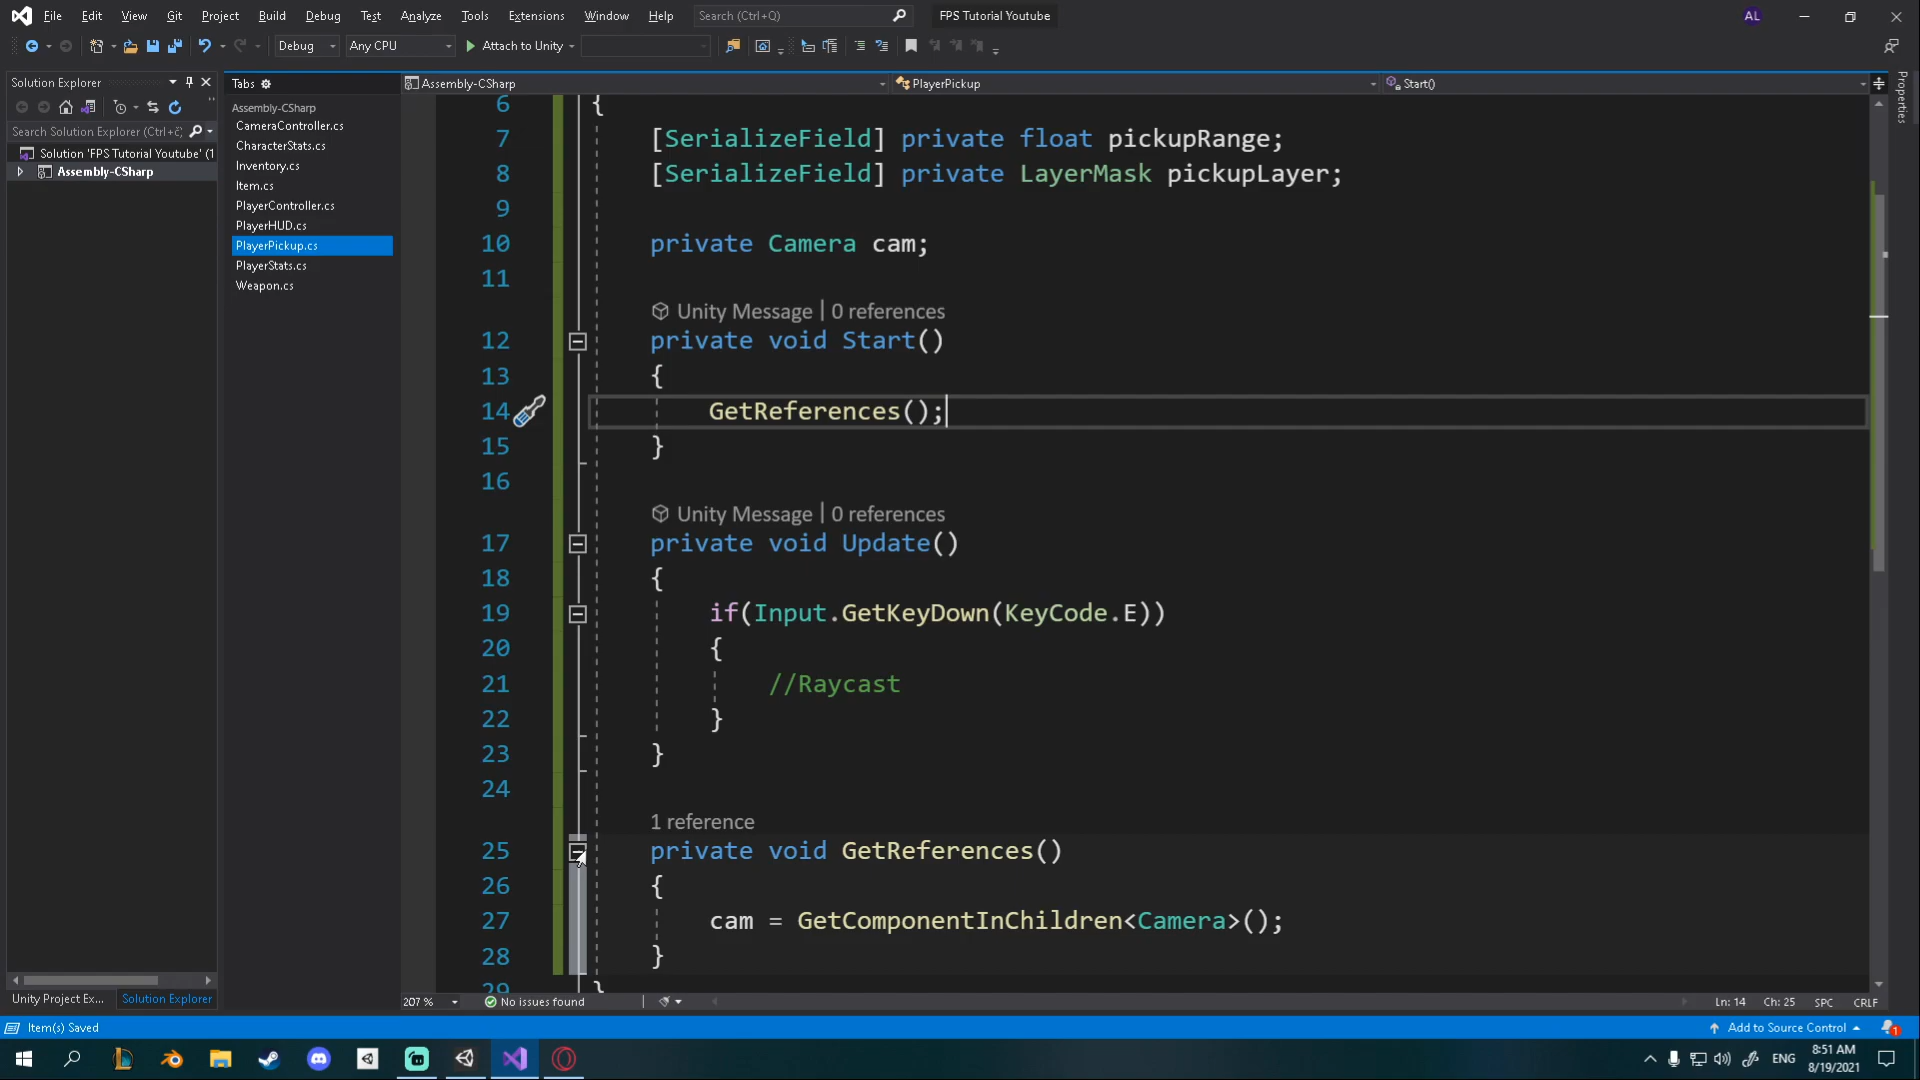 File Edit View Git Project Build Debug Test Analyze Tools Extensions Window Help Search (Ctrl+Q) FPS Tutorial Youtube AL
Debug Any CPU Attach to Unity
Solution Explorer
Search Solution Explorer (Ctrl+č)
Solution 'FPS Tutorial Youtube' (1
Assembly-CSharp
Unity Project Ex... Solution Explorer
Tabs
Assembly-CSharp
CameraController.cs
CharacterStats.cs
Inventory.cs
Item.cs
PlayerController.cs
PlayerHUD.cs
PlayerPickup.cs
PlayerStats.cs
Weapon.cs
Assembly-CSharp PlayerPickup Start()
Properties
6 {
7 [SerializeField] private float pickupRange;
8 [SerializeField] private LayerMask pickupLayer;
9
10 private Camera cam;
11
Unity Message | 0 references
12 private void Start()
13 {
14 GetReferences();
15 }
16
Unity Message | 0 references
17 private void Update()
18 {
19 if(Input.GetKeyDown(KeyCode.E))
20 {
21 //Raycast
22 }
23 }
24
1 reference
25 private void GetReferences()
26 {
27 cam = GetComponentInChildren<Camera>();
28 }
29 }
207 % No issues found Ln: 14 Ch: 25 SPC CRLF
Item(s) Saved Add to Source Control 1
ENG 8:51 AM
8/19/2021